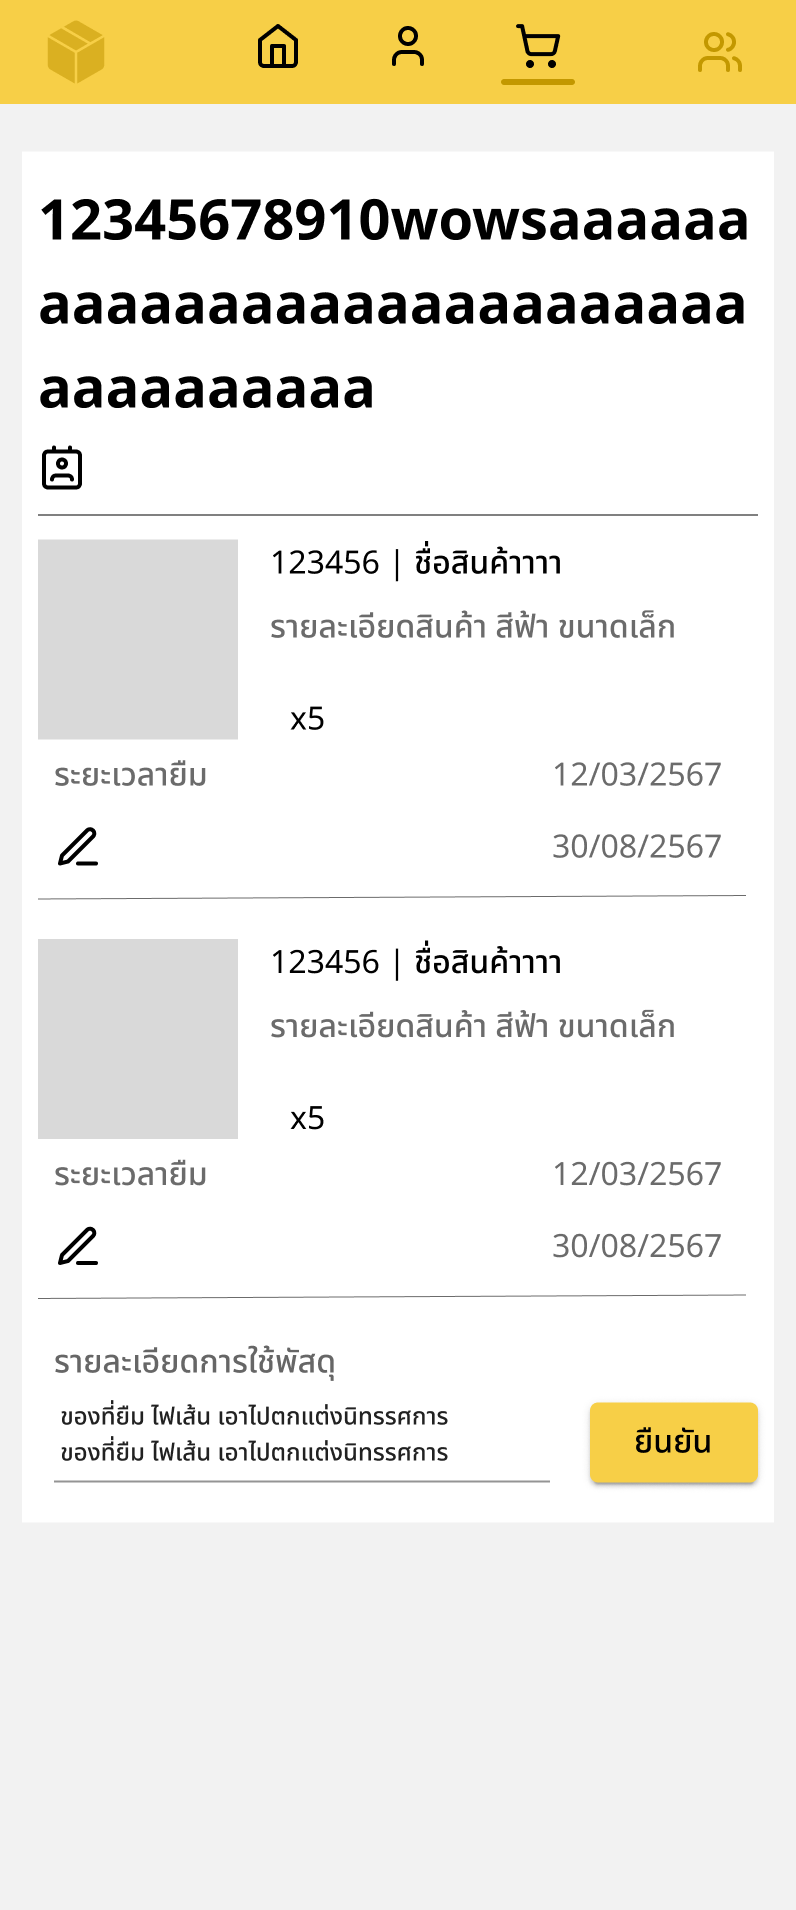 12345678910wowsaaaaaa
aaaaaaaaaaaaaaaaaaaaa
aaaaaaaaaa
123456 | ชื่อสินค้าาาา
รายละเอียดสินค้า สีฟ้า ขนาดเล็ก
x5
ระยะเวลายืม 12/03/2567
30/08/2567
123456 | ชื่อสินค้าาาา
รายละเอียดสินค้า สีฟ้า ขนาดเล็ก
x5
ระยะเวลายืม 12/03/2567
30/08/2567
รายละเอียดการใช้พัสดุ
ของที่ยืม ไฟเส้น เอาไปตกแต่งนิทรรศการ
ของที่ยืม ไฟเส้น เอาไปตกแต่งนิทรรศการ
ยืนยัน